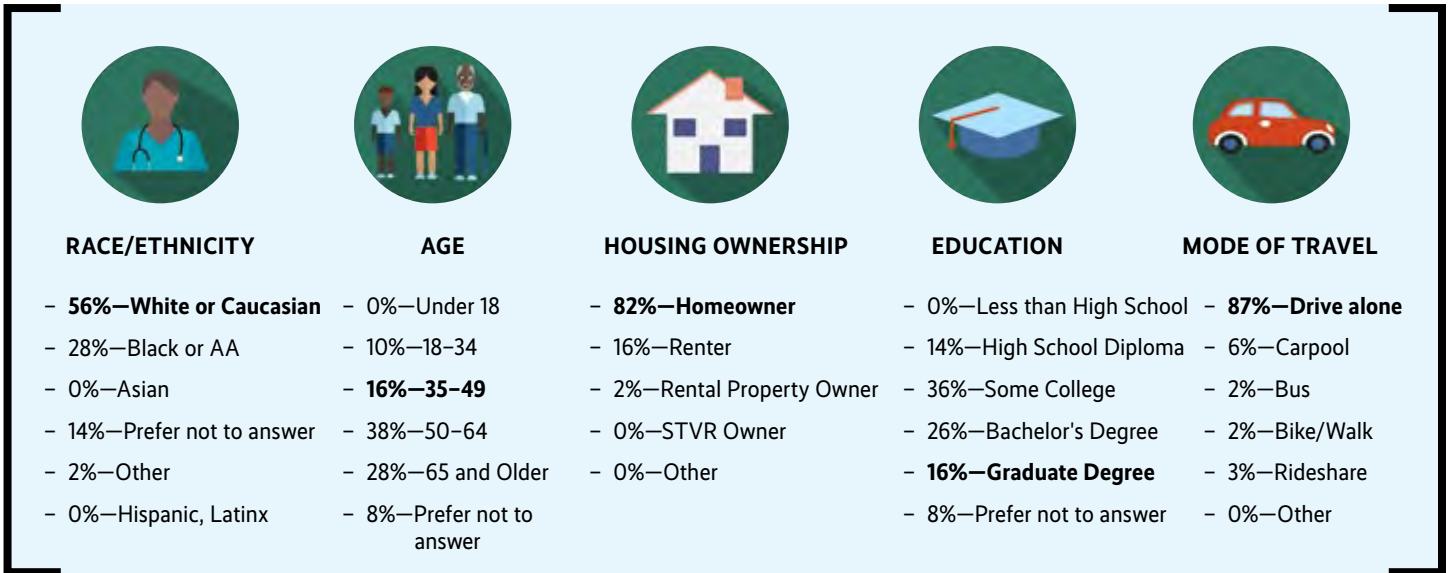 RACE/ETHNICITY
– 56%—White or Caucasian
– 28%—Black or AA
– 0%—Asian
– 14%—Prefer not to answer
– 2%—Other
– 0%—Hispanic, Latinx
AGE
– 0%—Under 18
– 10%—18–34
– 16%—35–49
– 38%—50–64
– 28%—65 and Older
– 8%—Prefer not to
answer
HOUSING OWNERSHIP
– 82%—Homeowner
– 16%—Renter
– 2%—Rental Property Owner
– 0%—STVR Owner
– 0%—Other
EDUCATION
– 0%—Less than High School
– 14%—High School Diploma
– 36%—Some College
– 26%—Bachelor's Degree
– 16%—Graduate Degree
– 8%—Prefer not to answer
MODE OF TRAVEL
– 87%—Drive alone
– 6%—Carpool
– 2%—Bus
– 2%—Bike/Walk
– 3%—Rideshare
– 0%—Other